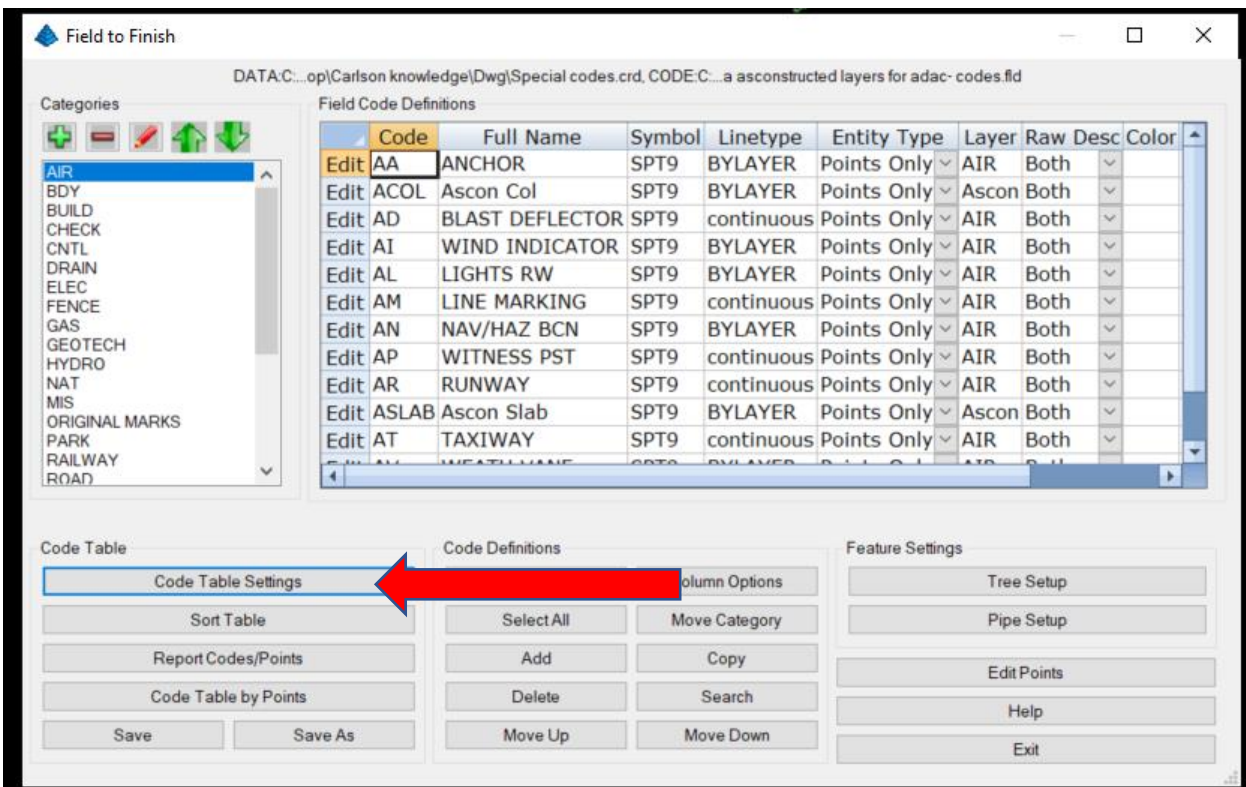 Field to Finish
DATA:C:...op\Carlson knowledge\Dwg\Special codes.crd, CODE:C:...a asconstructed layers for adac- codes.fld
Categories
AIR
BDY
BUILD
CHECK
CNTL
DRAIN
ELEC
FENCE
GAS
GEOTECH
HYDRO
NAT
MIS
ORIGINAL MARKS
PARK
RAILWAY
ROAD
Field Code Definitions
Code Full Name Symbol Linetype Entity Type Layer Raw Desc Color
Edit AA ANCHOR SPT9 BYLAYER Points Only AIR Both
Edit ACOL Ascon Col SPT9 BYLAYER Points Only Ascon Both
Edit AD BLAST DEFLECTOR SPT9 continuous Points Only AIR Both
Edit AI WIND INDICATOR SPT9 BYLAYER Points Only AIR Both
Edit AL LIGHTS RW SPT9 BYLAYER Points Only AIR Both
Edit AM LINE MARKING SPT9 continuous Points Only AIR Both
Edit AN NAV/HAZ BCN SPT9 BYLAYER Points Only AIR Both
Edit AP WITNESS PST SPT9 continuous Points Only AIR Both
Edit AR RUNWAY SPT9 continuous Points Only AIR Both
Edit ASLAB Ascon Slab SPT9 BYLAYER Points Only Ascon Both
Edit AT TAXIWAY SPT9 continuous Points Only AIR Both
Code Table
Code Table Settings
Sort Table
Report Codes/Points
Code Table by Points
Save Save As
Code Definitions
olumn Options
Select All Move Category
Add Copy
Delete Search
Move Up Move Down
Feature Settings
Tree Setup
Pipe Setup
Edit Points
Help
Exit